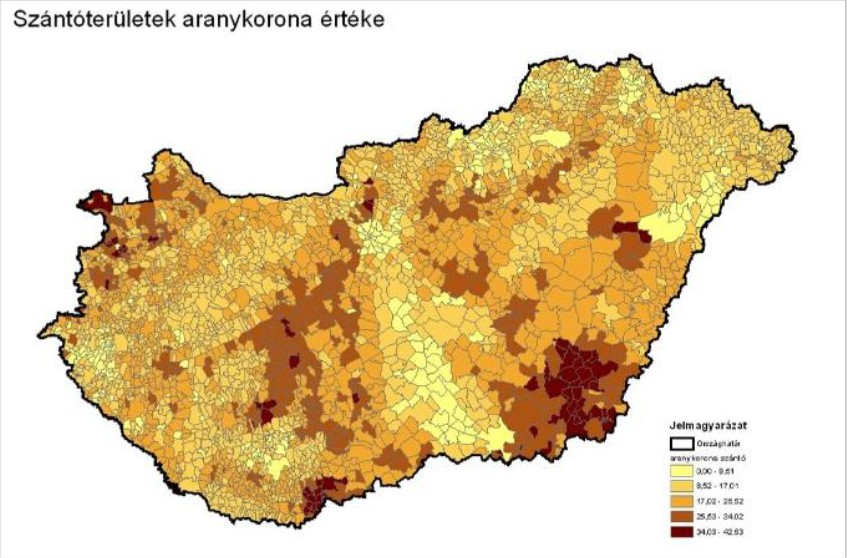 Szántóterületek aranykorona értéke
Jelmagyarázat
Országhatár
aranykorona szántó
0,00 - 8,51
8,52 - 17,01
17,02 - 25,52
25,53 - 34,02
34,03 - 42,53